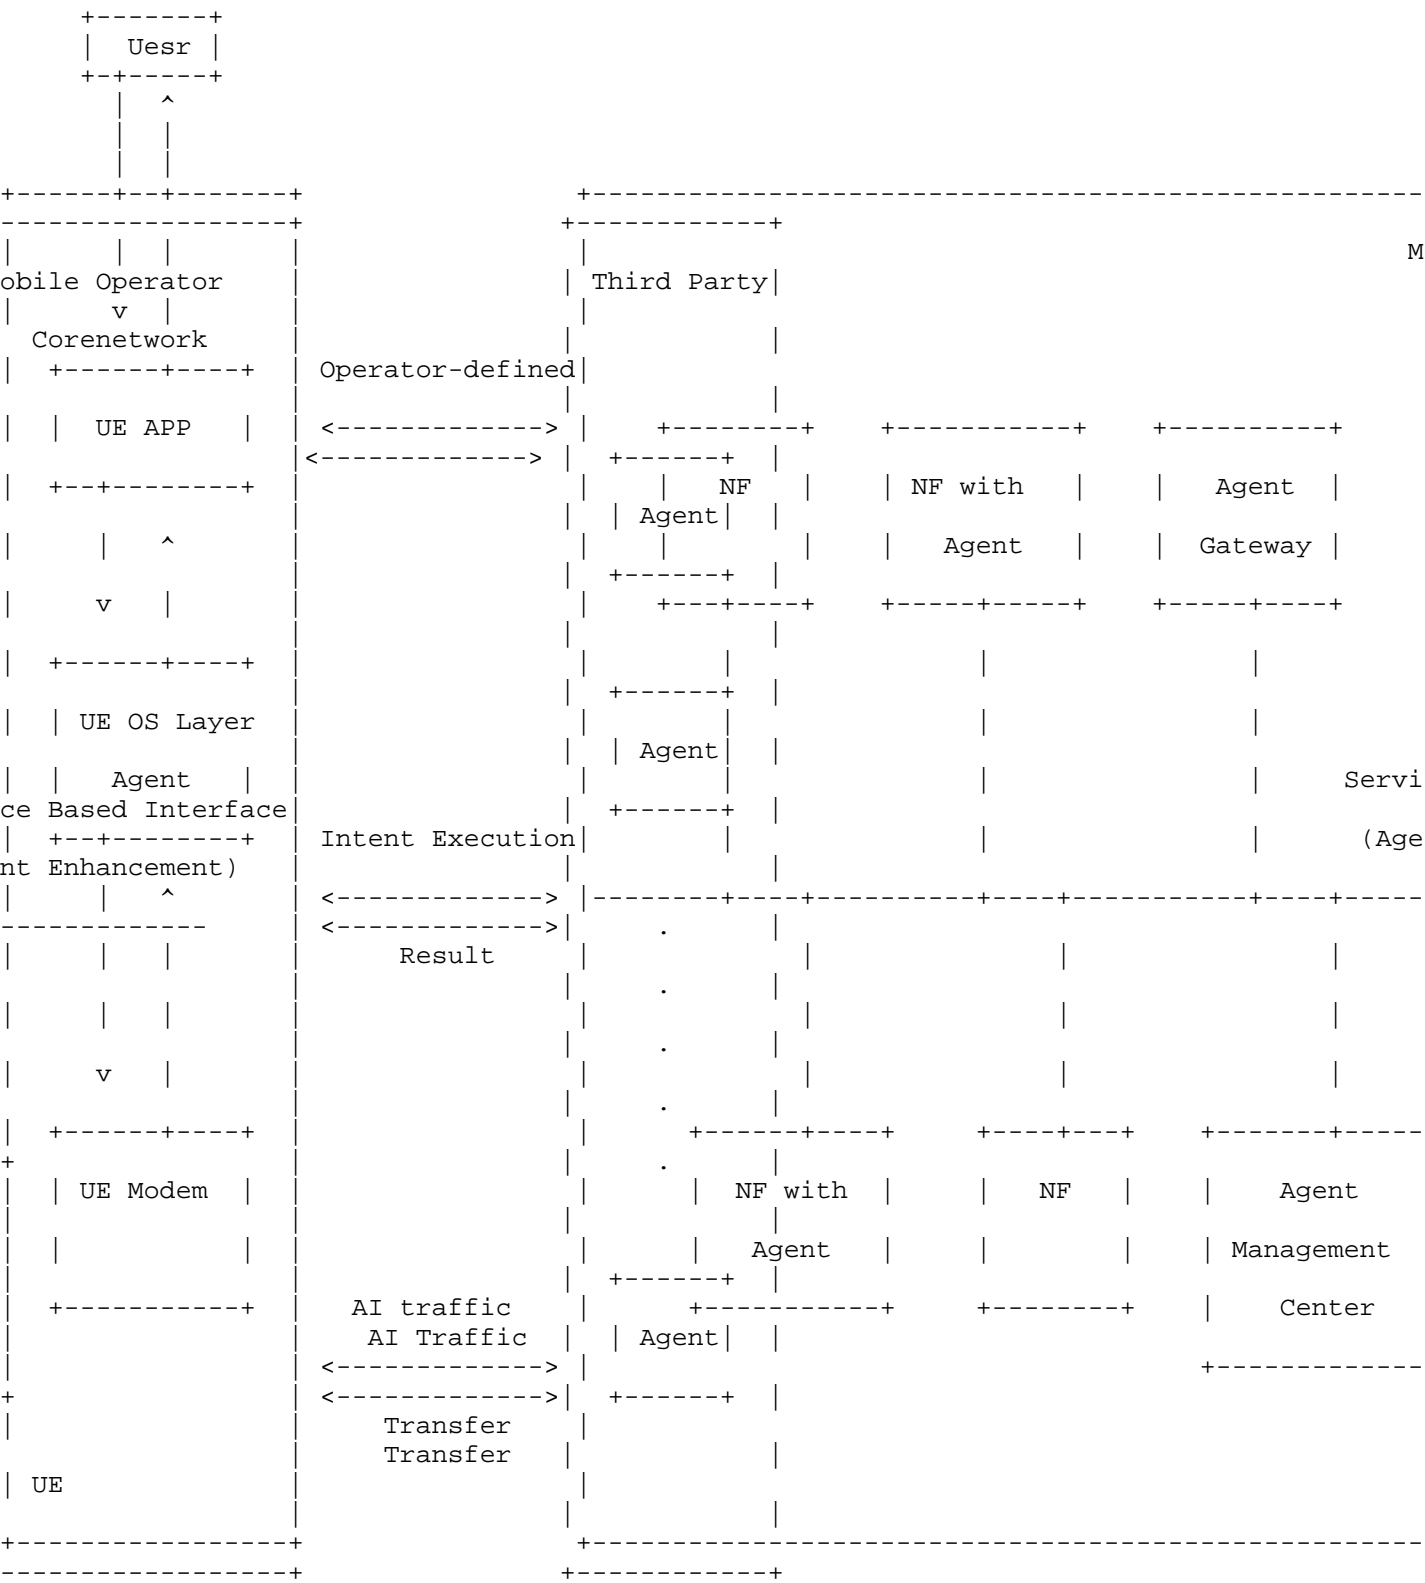 Uesr
M
obile Operator Third Party
Corenetwork
Operator-defined
UE APP
NF NF with Agent
Agent
Agent Gateway
UE OS Layer
Agent
Agent Servi
ce Based Interface
Intent Execution (Age
nt Enhancement)
.
Result
.
.
.
.
UE Modem NF with NF Agent
Agent Management
AI traffic Center
AI Traffic Agent
Transfer
Transfer
UE